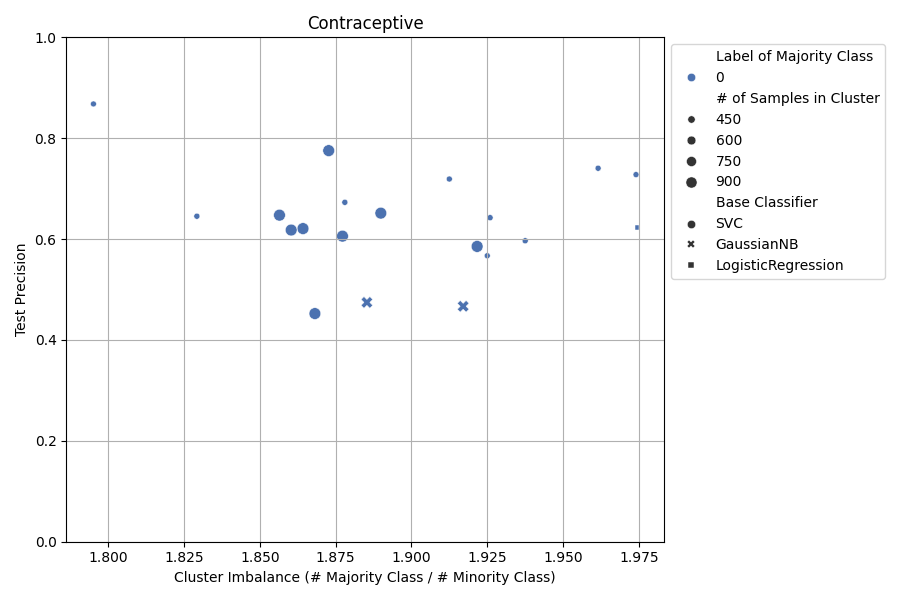 Contraceptive
Test Precision
1.0
0.8
0.6
0.4
0.2
0.0
1.800 1.825 1.850 1.875 1.900 1.925 1.950 1.975
Cluster Imbalance (# Majority Class / # Minority Class)
Label of Majority Class
0
# of Samples in Cluster
450
600
750
900
Base Classifier
SVC
GaussianNB
LogisticRegression